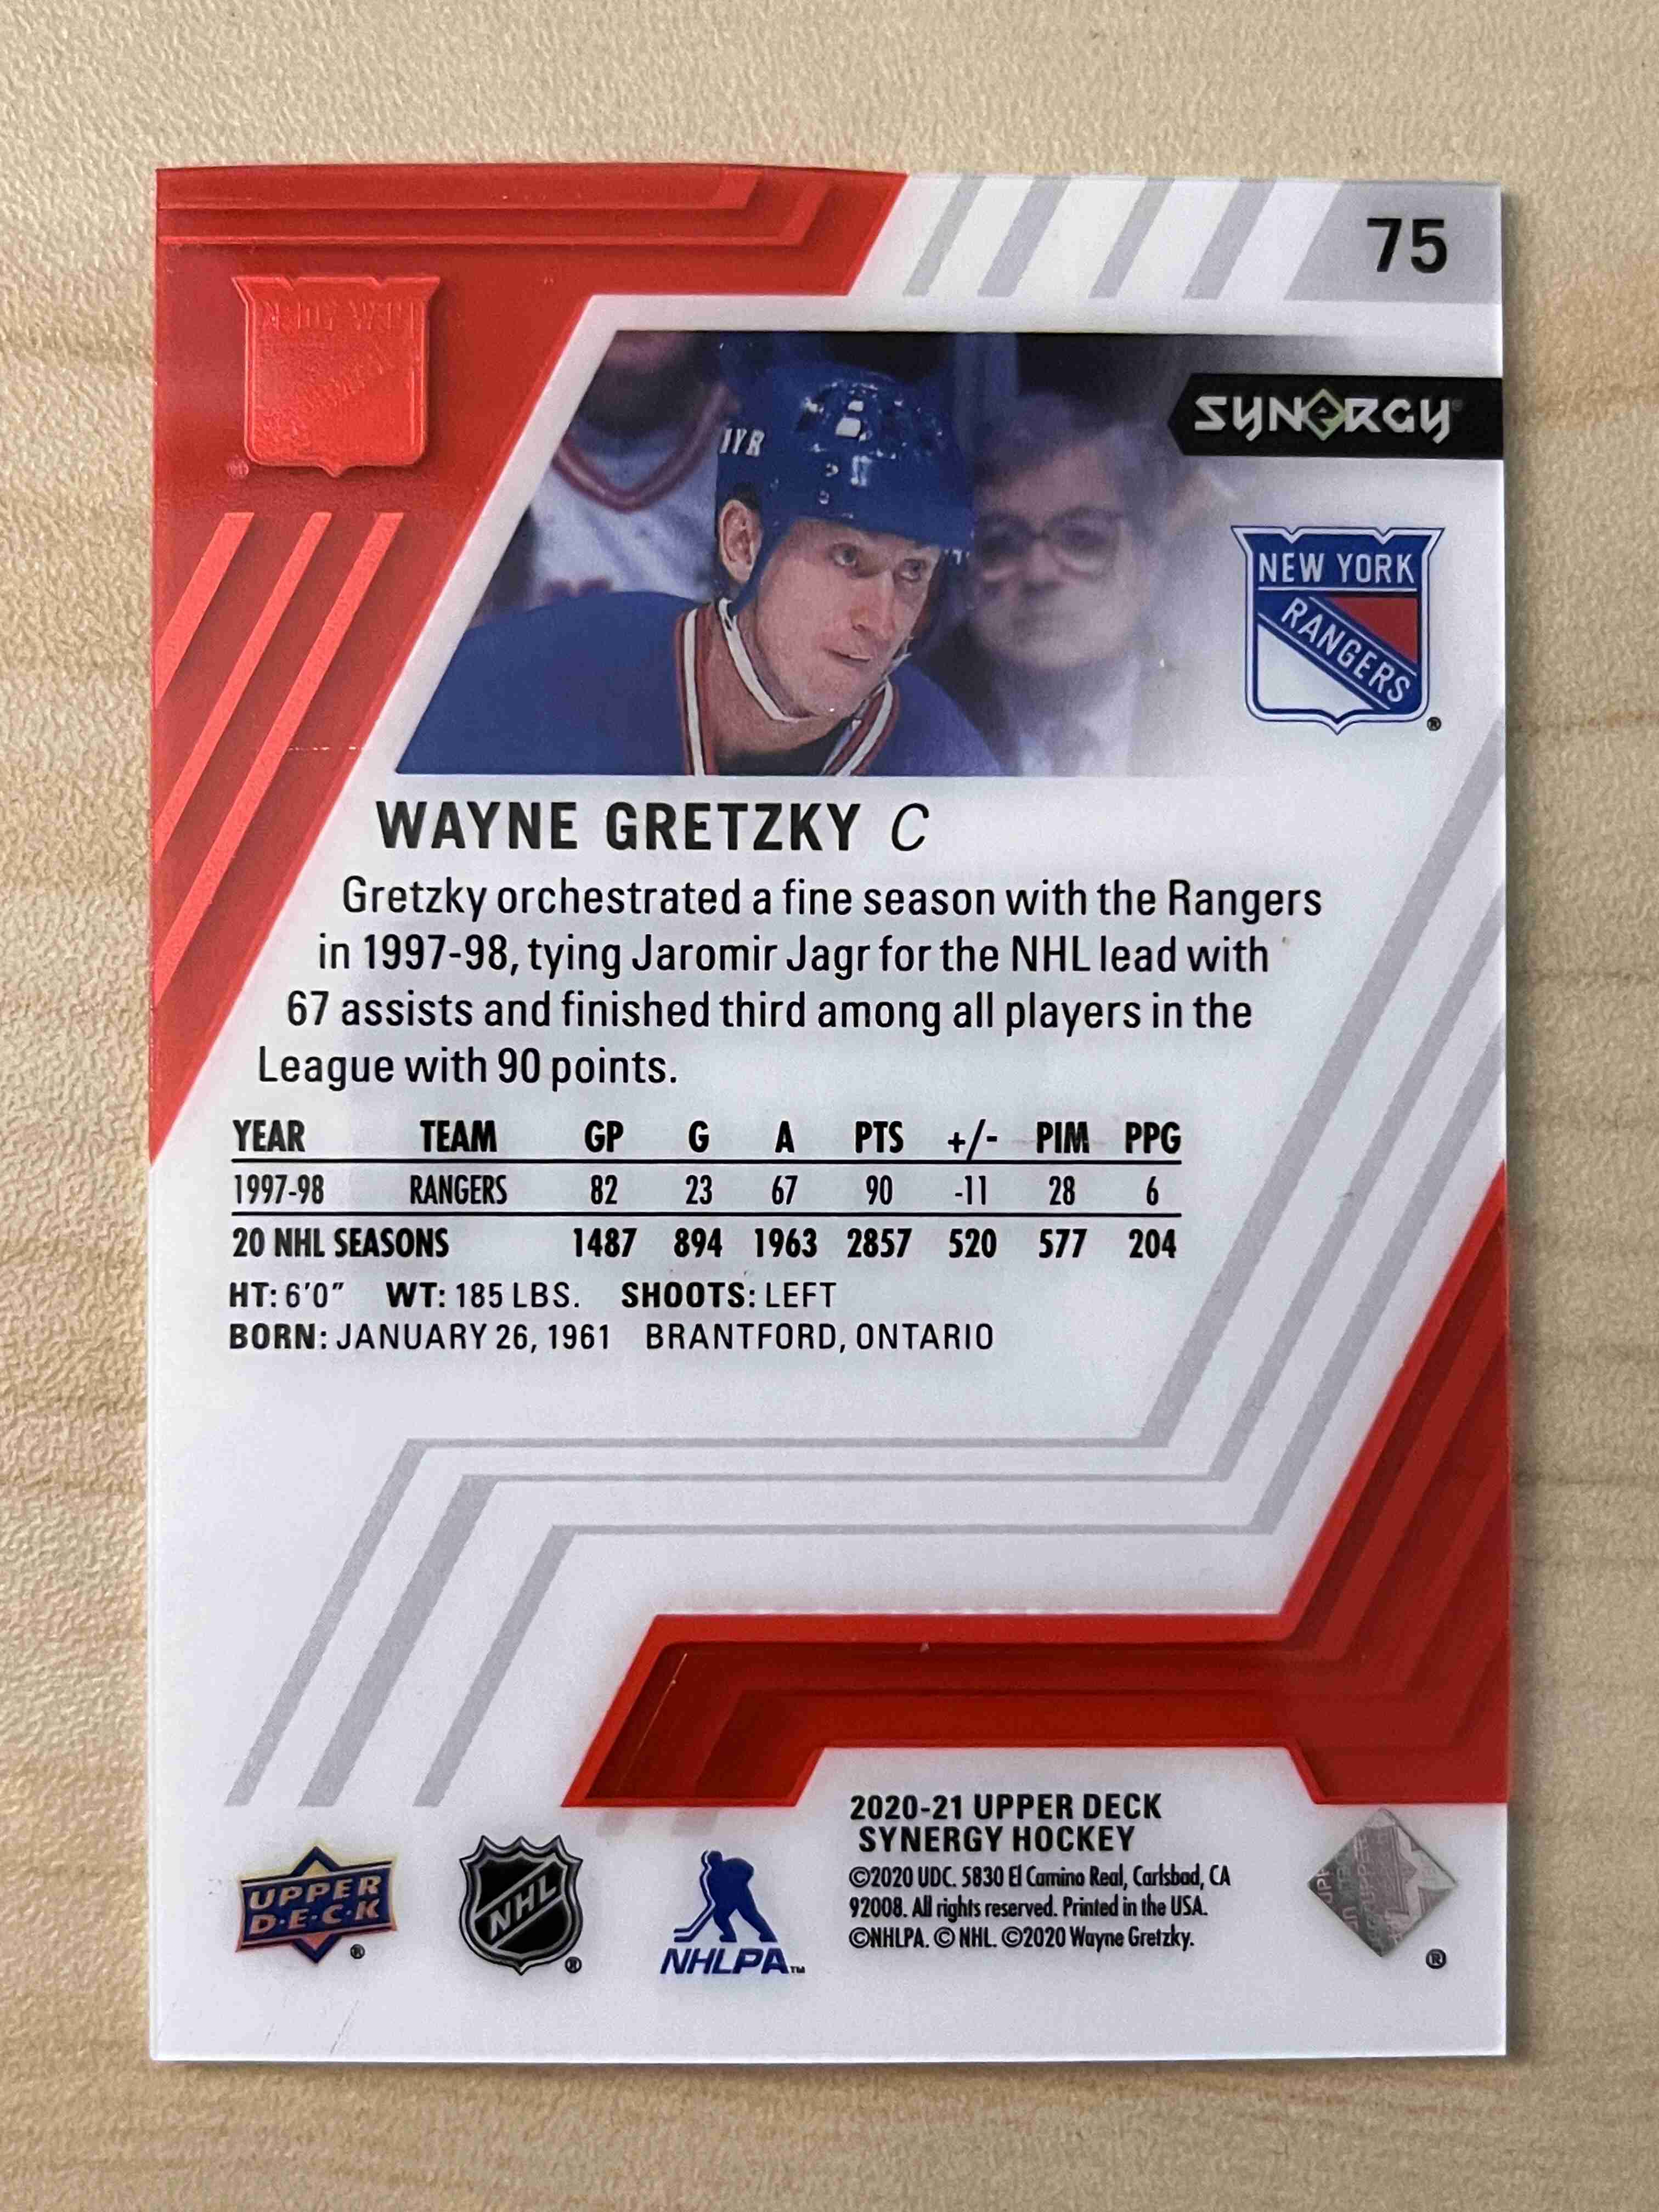 75
SYNERGY
NYR
NEW YORK
RANGERS
®
WAYNE GRETZKY C
Gretzky orchestrated a fine season with the Rangers
in 1997-98, tying Jaromir Jagr for the NHL lead with
67 assists and finished third among all players in the
League with 90 points.
YEAR TEAM GP G A PTS +/- PIM PPG
1997-98 RANGERS 82 23 67 90 -11 28 6
20 NHL SEASONS 1487 894 1963 2857 520 577 204
HT: 6'0" WT: 185 LBS. SHOOTS: LEFT
BORN: JANUARY 26, 1961 BRANTFORD, ONTARIO
2020-21 UPPER DECK
SYNERGY HOCKEY
©2020 UDC. 5830 El Camino Real, Carlsbad, CA
92008. All rights reserved. Printed in the USA.
©NHLPA. © NHL. ©2020 Wayne Gretzky.
UPPER
D·E·C·K ®
NHL ®
NHLPA™
®